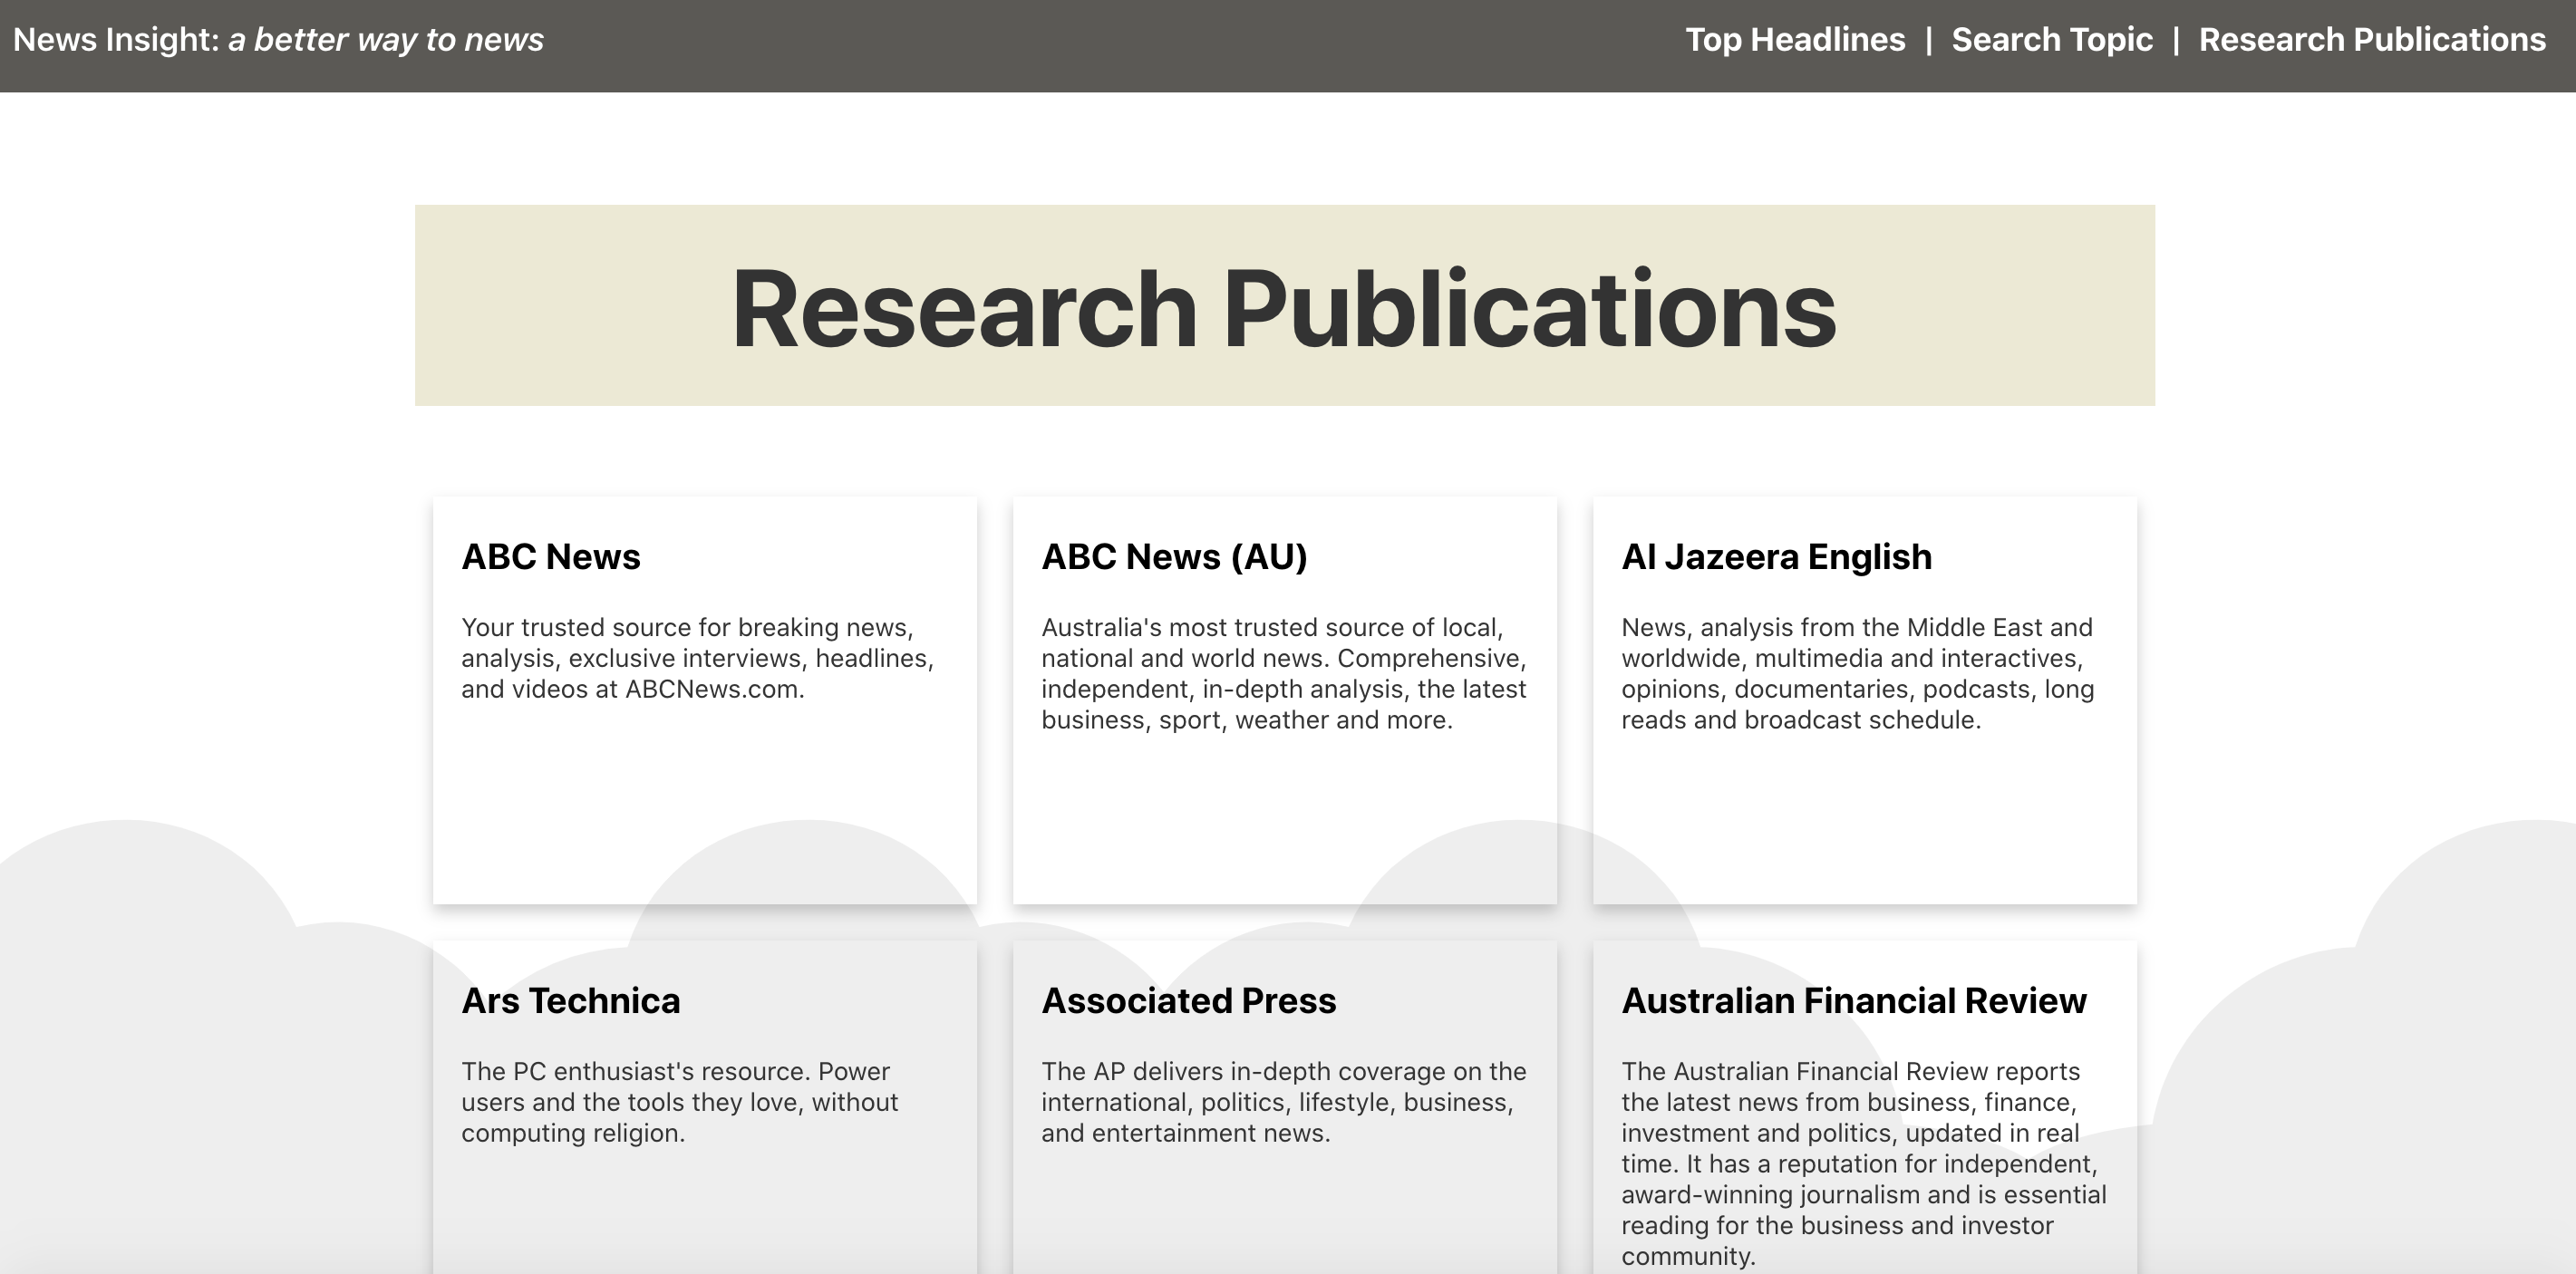 News Insight: a better way to news
Top Headlines | Search Topic | Research Publications
Research Publications
ABC News
Your trusted source for breaking news,
analysis, exclusive interviews, headlines,
and videos at ABCNews.com.
ABC News (AU)
Australia's most trusted source of local,
national and world news. Comprehensive,
independent, in-depth analysis, the latest
business, sport, weather and more.
Al Jazeera English
News, analysis from the Middle East and
worldwide, multimedia and interactives,
opinions, documentaries, podcasts, long
reads and broadcast schedule.
Ars Technica
The PC enthusiast's resource. Power
users and the tools they love, without
computing religion.
Associated Press
The AP delivers in-depth coverage on the
international, politics, lifestyle, business,
and entertainment news.
Australian Financial Review
The Australian Financial Review reports
the latest news from business, finance,
investment and politics, updated in real
time. It has a reputation for independent,
award-winning journalism and is essential
reading for the business and investor
community.